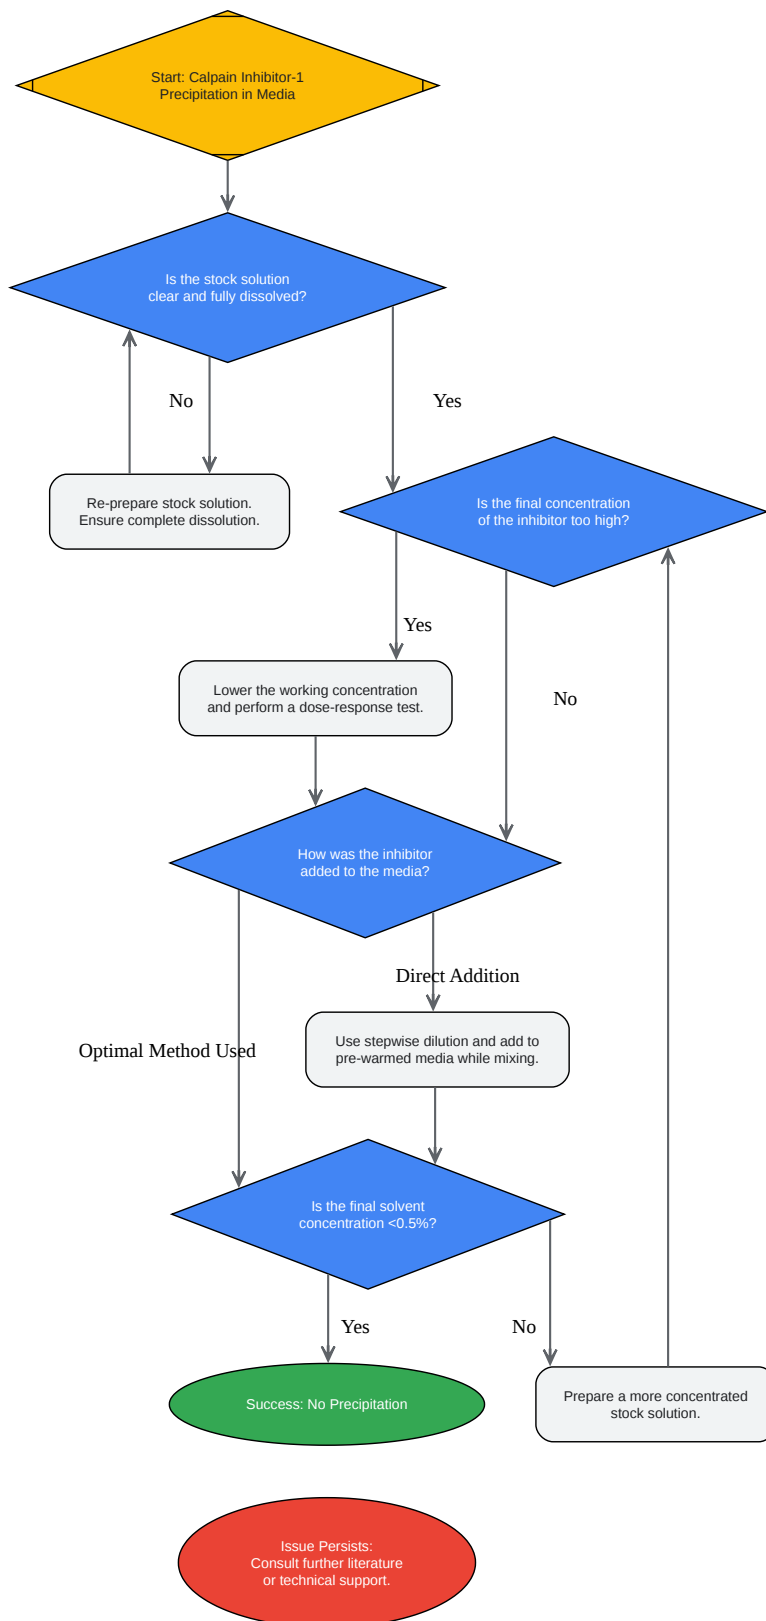 Start: Calpain Inhibitor-1
Precipitation in Media
Is the stock solution
clear and fully dissolved?
No
Yes
Re-prepare stock solution.
Ensure complete dissolution.
Is the final concentration
of the inhibitor too high?
Yes
Lower the working concentration
and perform a dose-response test.
No
How was the inhibitor
added to the media?
Direct Addition
Optimal Method Used
Use stepwise dilution and add to
pre-warmed media while mixing.
Is the final solvent
concentration <0.5%?
Yes
No
Success: No Precipitation
Prepare a more concentrated
stock solution.
Issue Persists:
Consult further literature
or technical support.